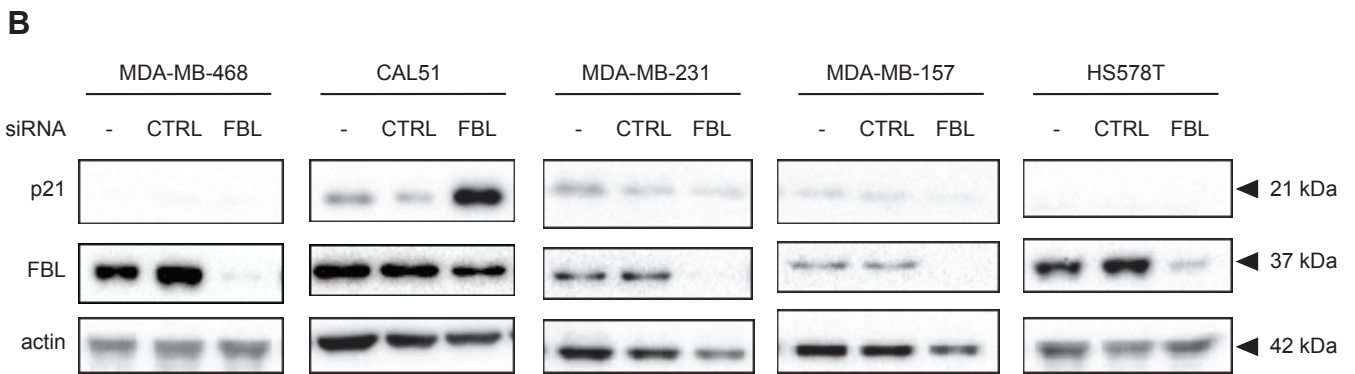 B
MDA-MB-468 CAL51 MDA-MB-231 MDA-MB-157 HS578T
siRNA - CTRL FBL - CTRL FBL - CTRL FBL - CTRL FBL - CTRL FBL
p21 21 kDa
FBL 37 kDa
actin 42 kDa